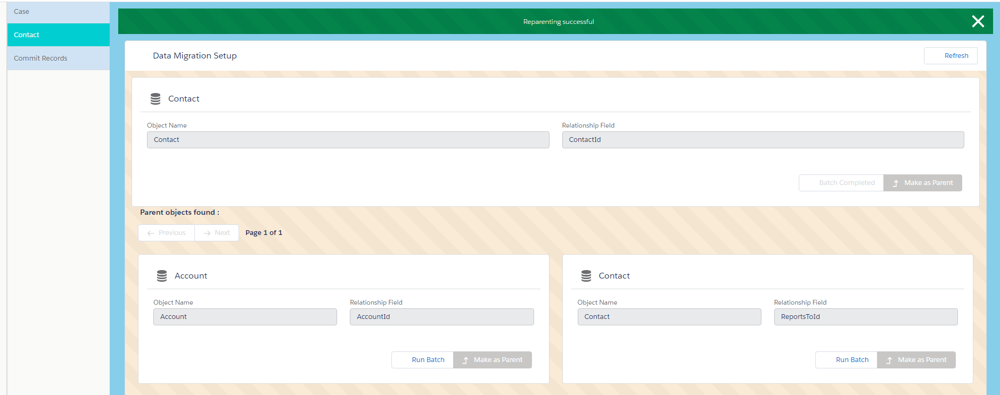 Case
Contact
Commit Records
Reparenting successful
Data Migration Setup
Refresh
Contact
Object Name
Relationship Field
Contact
ContactId
Batch Completed
Make as Parent
Parent objects found :
Previous
Next
Page 1 of 1
Account
Object Name
Relationship Field
Account
AccountId
Run Batch
Make as Parent
Contact
Object Name
Relationship Field
Contact
ReportsToId
Run Batch
Make as Parent